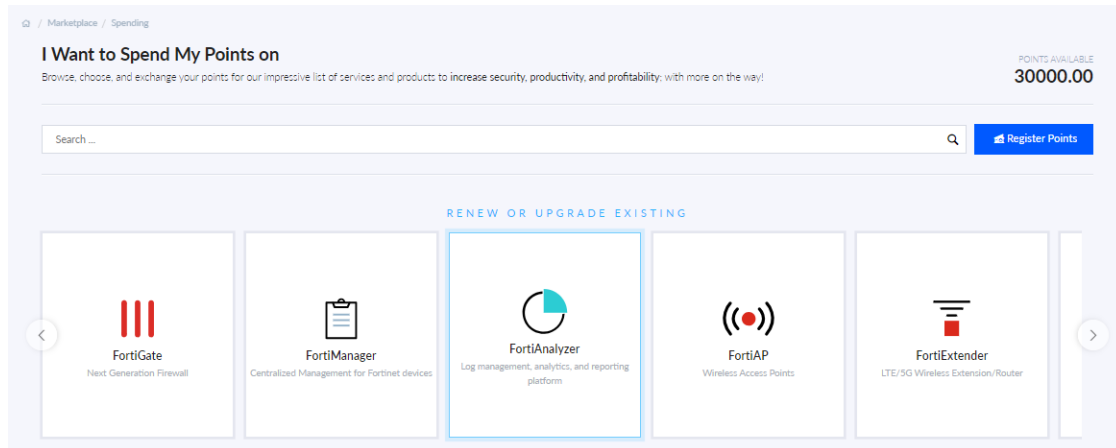 / Marketplace / Spending
I Want to Spend My Points on
Browse, choose, and exchange your points for our impressive list of services and products to increase security, productivity, and profitability; with more on the way!
POINTS AVAILABLE
30000.00
Search ...
Register Points
RENEW OR UPGRADE EXISTING
FortiGate
Next Generation Firewall
FortiManager
Centralized Management for Fortinet devices
FortiAnalyzer
Log management, analytics, and reporting
platform
FortiAP
Wireless Access Points
FortiExtender
LTE/5G Wireless Extension/Router